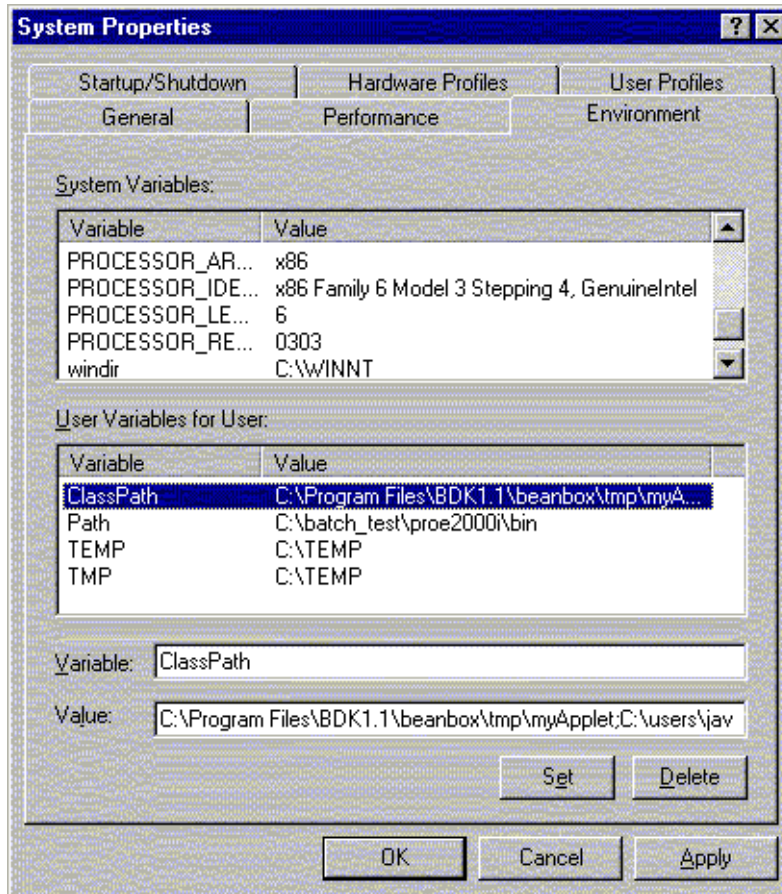 System Properties
Startup/Shutdown Hardware Profiles User Profiles
General Performance Environment
System Variables:
Variable Value
PROCESSOR_AR... x86
PROCESSOR_IDE... x86 Family 6 Model 3 Stepping 4, GenuineIntel
PROCESSOR_LE... 6
PROCESSOR_RE... 0303
windir C:\WINNT
User Variables for User:
Variable Value
ClassPath C:\Program Files\BDK1.1\beanbox\tmp\myA...
Path C:\batch_test\proe2000i\bin
TEMP C:\TEMP
TMP C:\TEMP
Variable: ClassPath
Value: C:\Program Files\BDK1.1\beanbox\tmp\myApplet;C:\users\jav
Set Delete
OK Cancel Apply